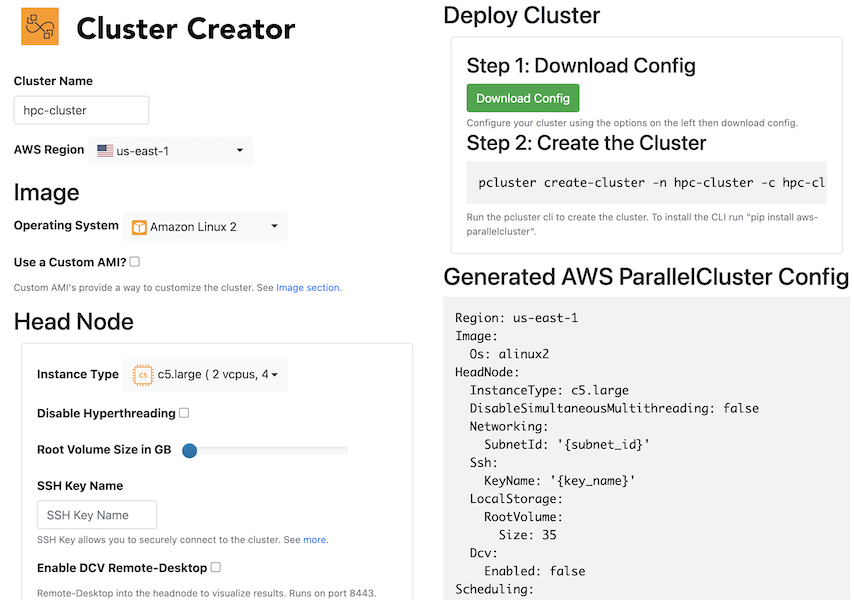 Cluster Creator
Cluster Name
hpc-cluster
AWS Region us-east-1
Image
Operating System Amazon Linux 2
Use a Custom AMI?
Custom AMI's provide a way to customize the cluster. See Image section.
Head Node
Instance Type C5 c5.large ( 2 vcpus, 4
Disable Hyperthreading
Root Volume Size in GB
SSH Key Name
SSH Key Name
SSH Key allows you to securely connect to the cluster. See more.
Enable DCV Remote-Desktop
Remote-Desktop into the headnode to visualize results. Runs on port 8443.
Deploy Cluster
Step 1: Download Config
Download Config
Configure your cluster using the options on the left then download config.
Step 2: Create the Cluster
pcluster create-cluster -n hpc-cluster -c hpc-cl
Run the pcluster cli to create the cluster. To install the CLI run "pip install aws-
parallelcluster".
Generated AWS ParallelCluster Config
Region: us-east-1
Image:
  Os: alinux2
HeadNode:
  InstanceType: c5.large
  DisableSimultaneousMultithreading: false
  Networking:
    SubnetId: '{subnet_id}'
  Ssh:
    KeyName: '{key_name}'
  LocalStorage:
    RootVolume:
      Size: 35
  Dcv:
    Enabled: false
Scheduling: